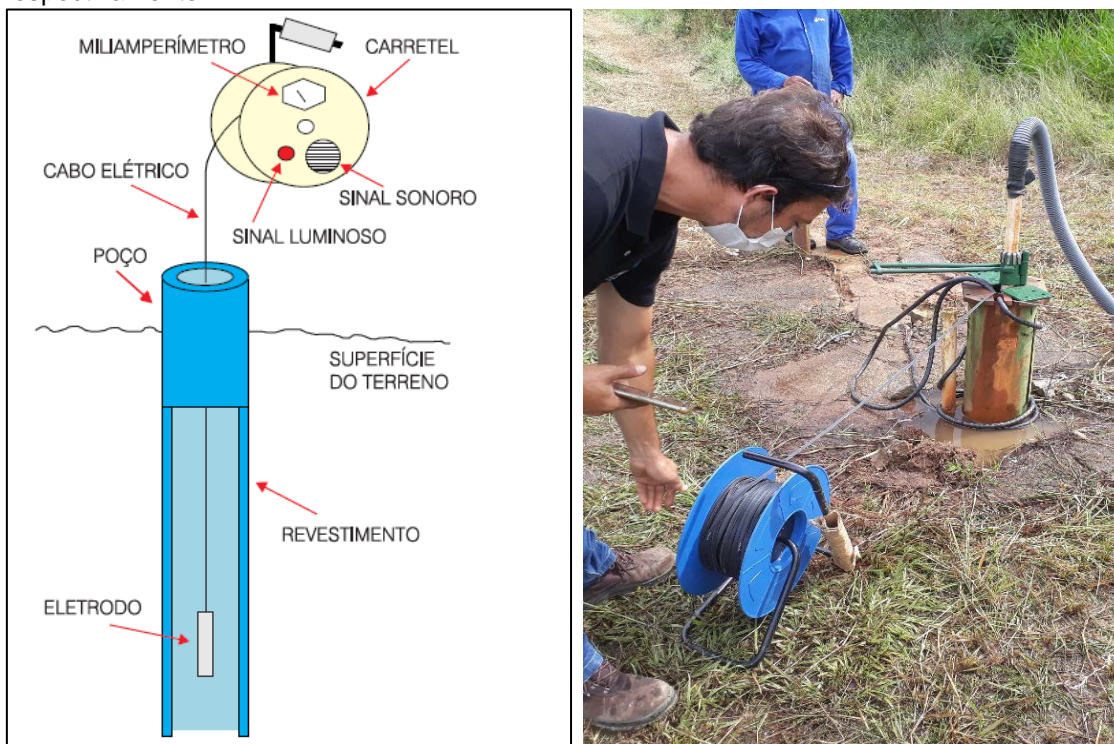 MILIAMPERÍMETRO
CARRETEL
CABO ELÉTRICO
SINAL SONORO
SINAL LUMINOSO
POÇO
SUPERFÍCIE
DO TERRENO
REVESTIMENTO
ELETRODO